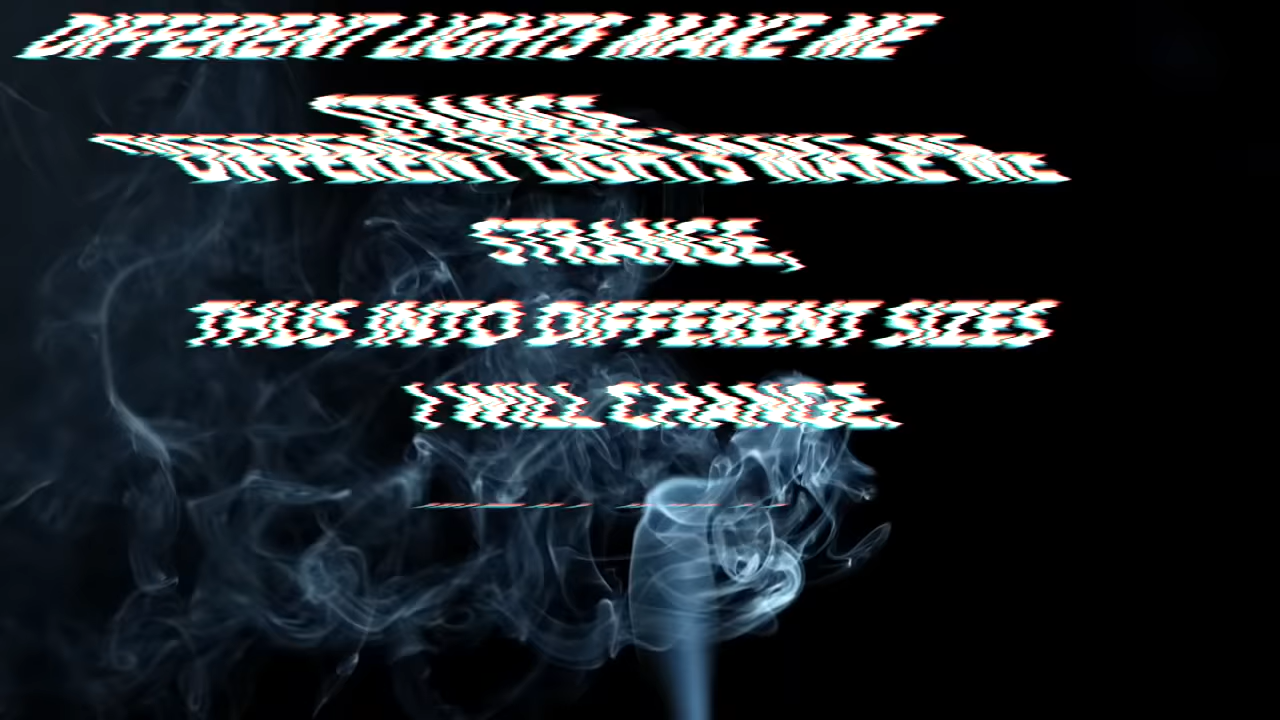 DIFFERENT LIGHTS MAKE ME
STRANGE,
DIFFERENT LIGHTS MAKE ME
STRANGE,
THUS INTO DIFFERENT SIZES
I WILL CHANGE.